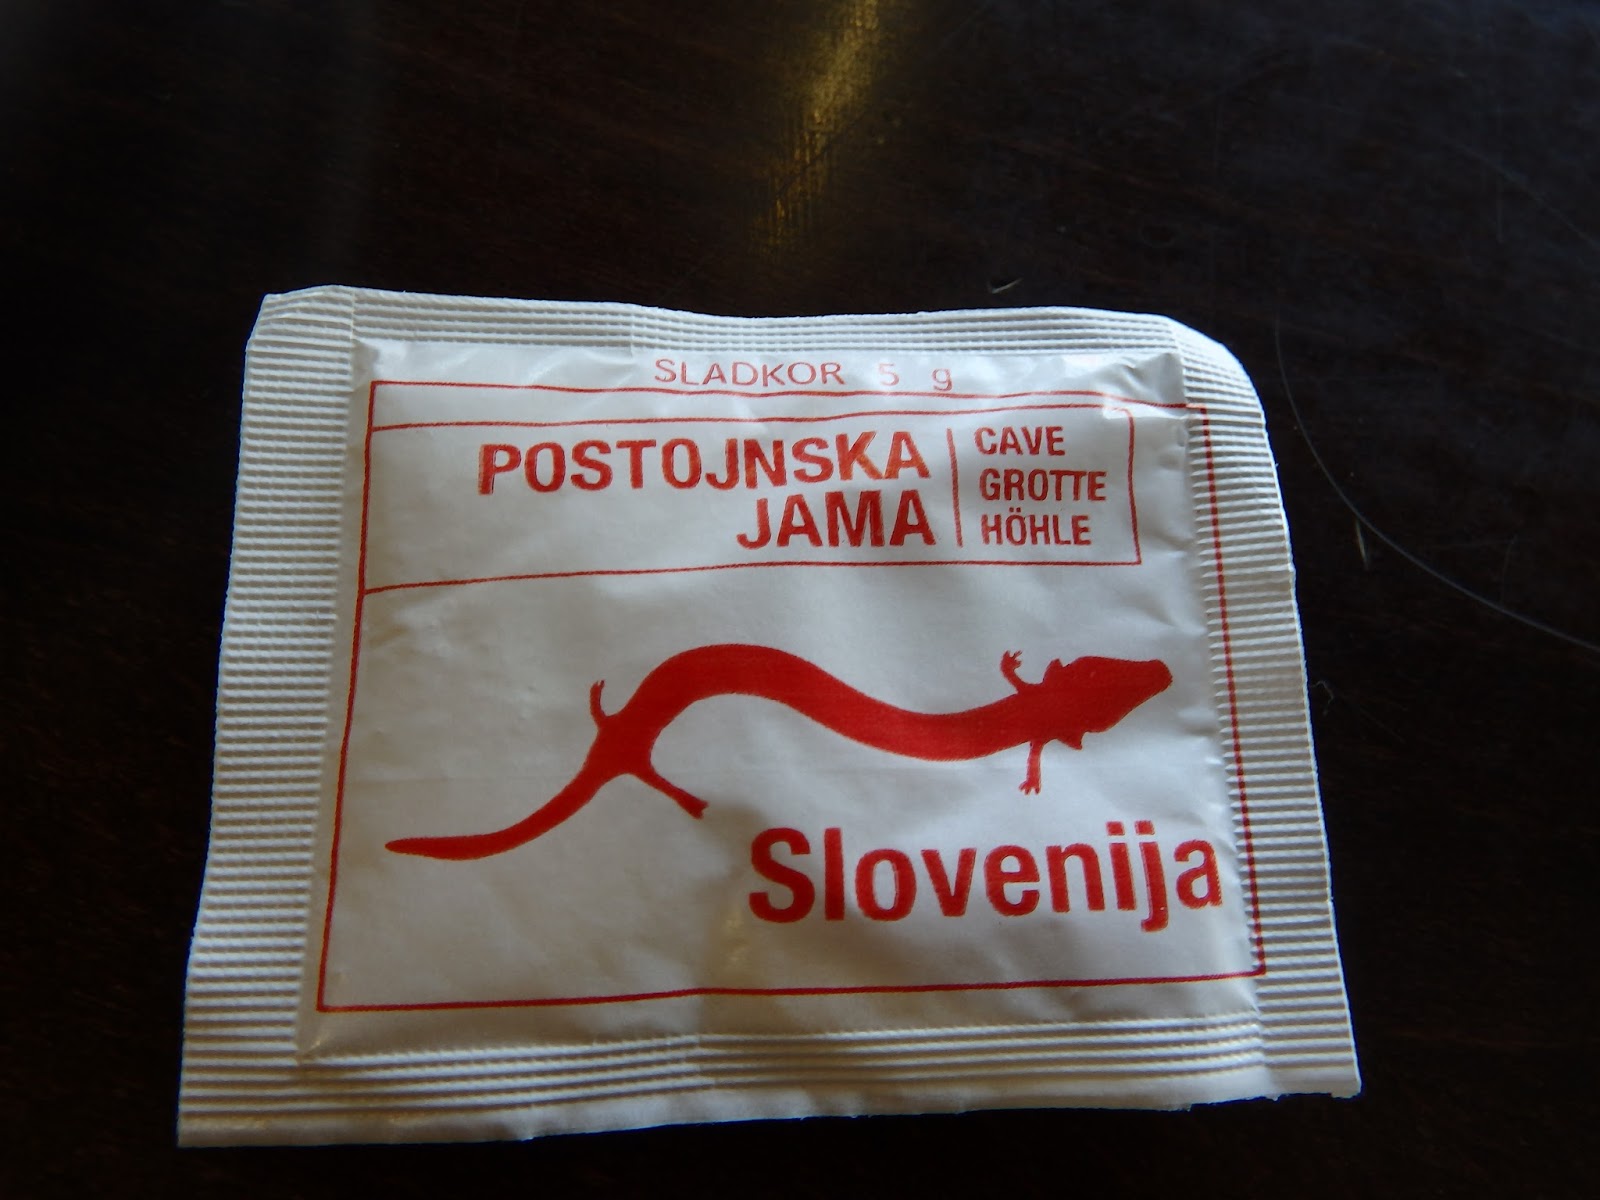 SLADKOR 5 g
POSTOJNSKA
JAMA
CAVE
GROTTE
HÖHLE
Slovenija